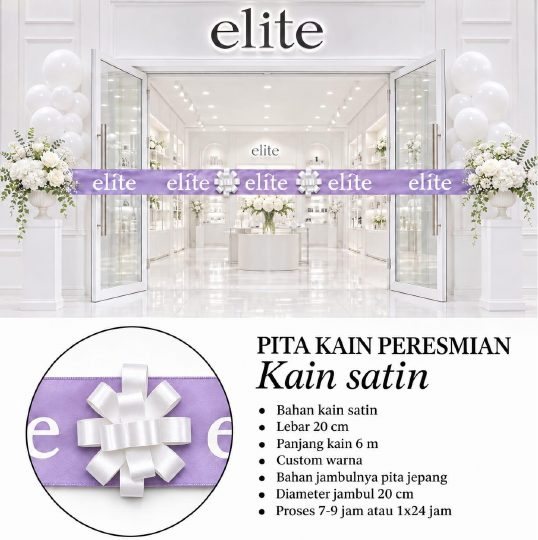 elite
elite
elite elite elite elite elite
PITA KAIN PERESMIAN
Kain satin
• Bahan kain satin
• Lebar 20 cm
• Panjang kain 6 m
• Custom warna
• Bahan jambulnya pita jepang
• Diameter jambul 20 cm
• Proses 7-9 jam atau 1x24 jam
e e